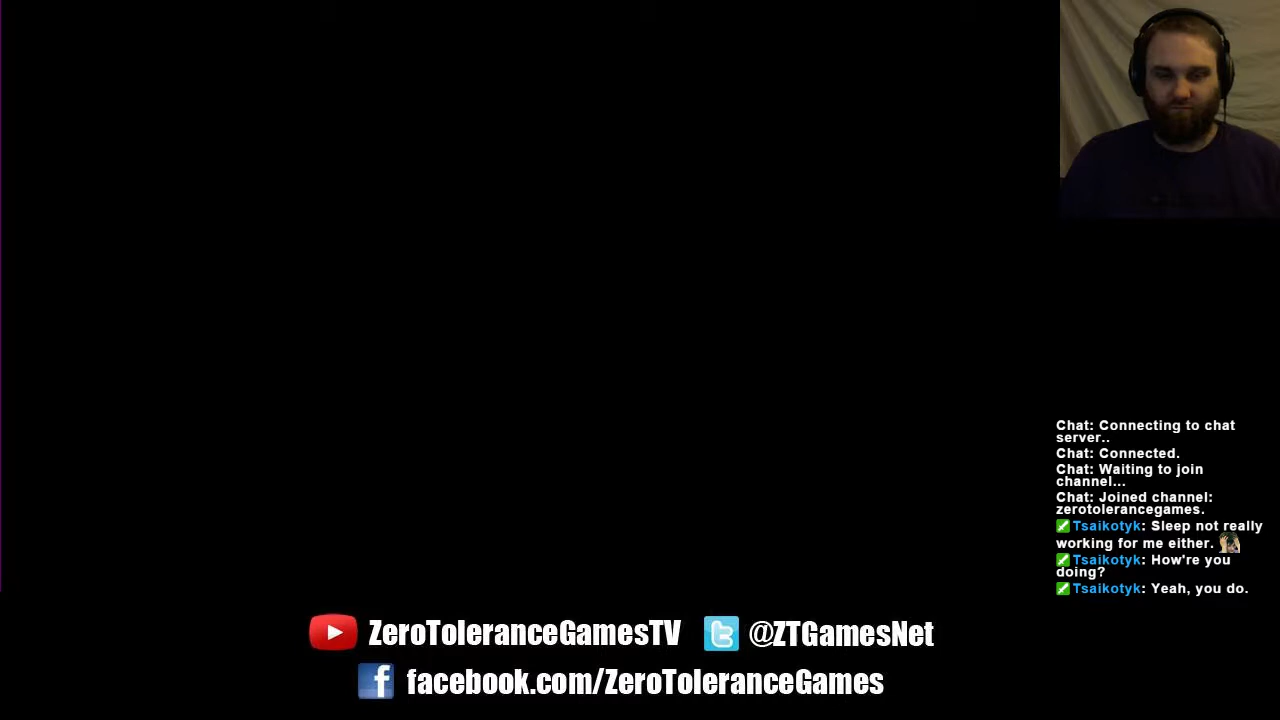 Chat: Connecting to chat
server..
Chat: Connected.
Chat: Waiting to join
channel...
Chat: Joined channel:
zerotolerancegames.
Tsaikotyk: Sleep not really
working for me either.
Tsaikotyk: How're you
doing?
Tsaikotyk: Yeah, you do.
ZeroToleranceGamesTV @ZTGamesNet
facebook.com/ZeroToleranceGames